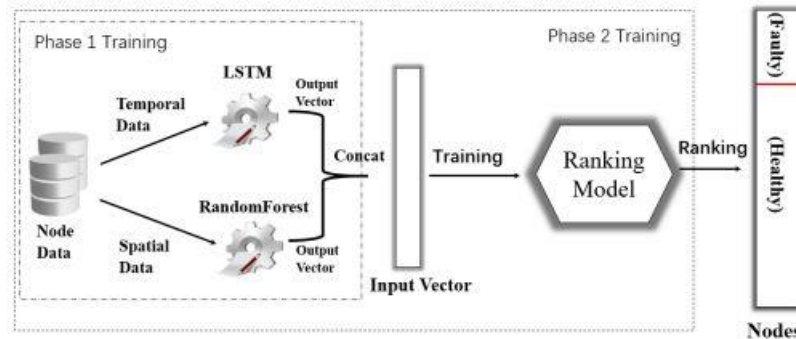 Phase 1 Training
Phase 2 Training
LSTM
Temporal
Data
Output
Vector
Node
Data
Concat
RandomForest
Spatial
Data
Output
Vector
Input Vector
Training
Ranking
Model
Ranking
(Faulty)
(Healthy)
Nodes